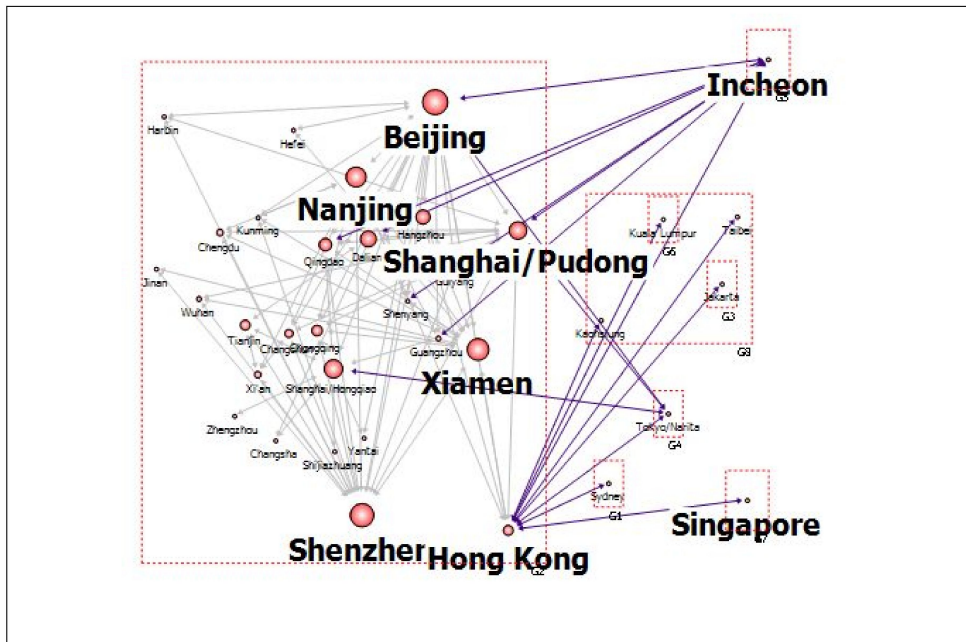 Incheon
Harbin
Hefei
Beijing
Kunming
Nanjing
Hangzhou
Kuala Lumpur
Taibei
Chengdu
Qingdao
Dalian
Shanghai/Pudong
G6
Guiyang
Jinan
Wuhan
Shenyang
Jakarta
G3
Kaohsiung
Tianjin
Chongqing
Guangzhou
G8
Xi'an
Shanghai/Hongqiao
Xiamen
Zhengzhou
Tokyo/Narita
G4
Changsha
Yantai
Shijiazhuang
Sydney
G1
Singapore
Shenzhen
Hong Kong
G2